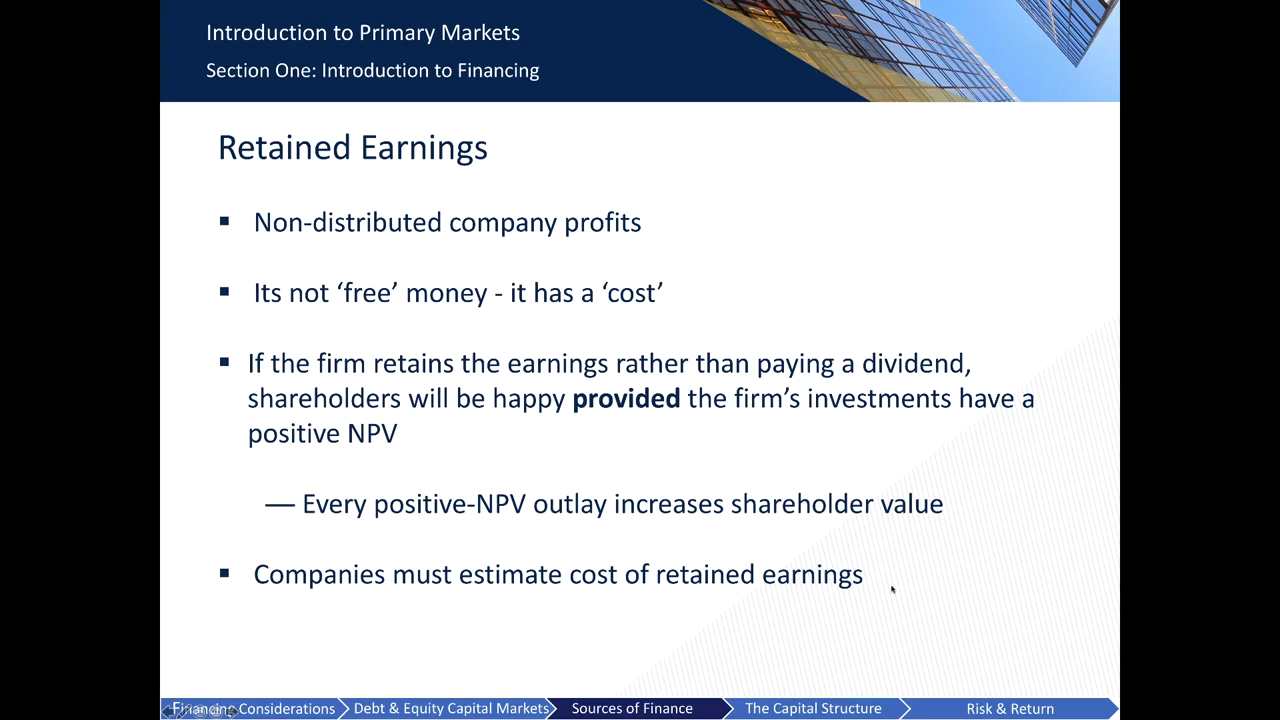 Introduction to Primary Markets
Section One: Introduction to Financing
Retained Earnings
▪ Non-distributed company profits
▪ Its not ‘free’ money - it has a ‘cost’
▪ If the firm retains the earnings rather than paying a dividend,
shareholders will be happy provided the firm’s investments have a
positive NPV
— Every positive-NPV outlay increases shareholder value
▪ Companies must estimate cost of retained earnings
Financing Considerations
Debt & Equity Capital Markets
Sources of Finance
The Capital Structure
Risk & Return